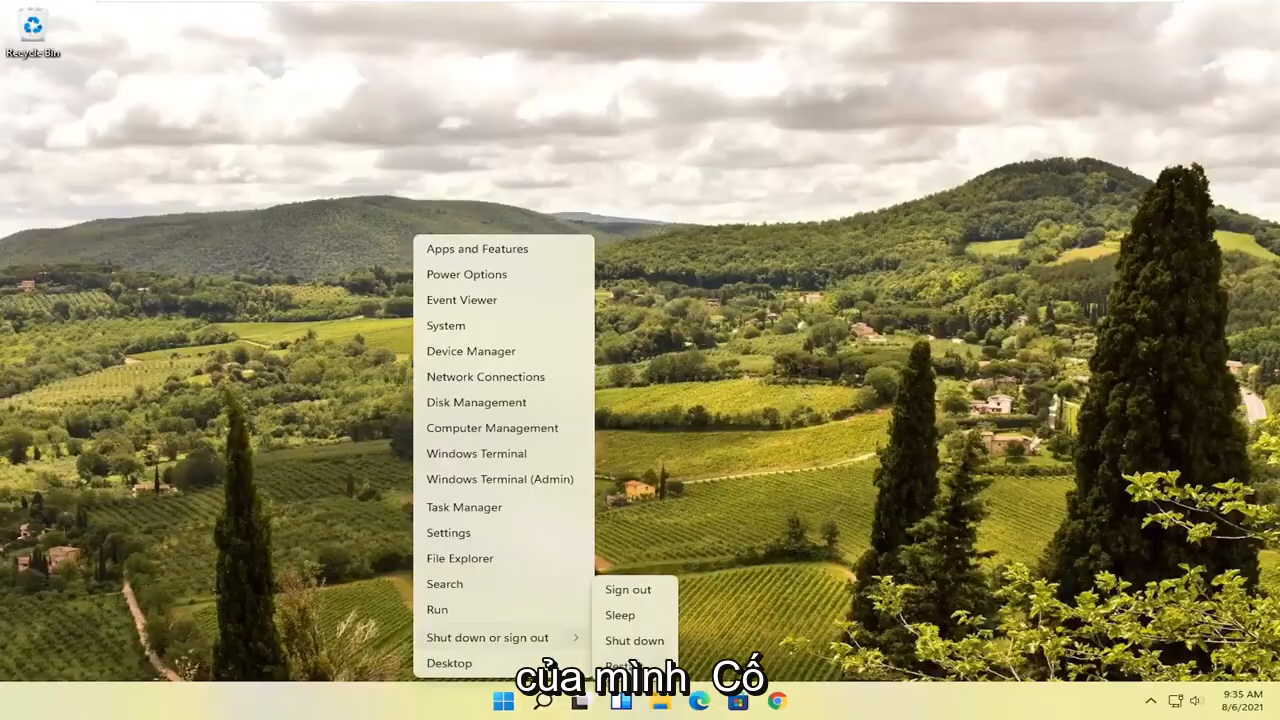 Recycle Bin
Apps and Features
Power Options
Event Viewer
System
Device Manager
Network Connections
Disk Management
Computer Management
Windows Terminal
Windows Terminal (Admin)
Task Manager
Settings
File Explorer
Search
Run
Shut down or sign out
Desktop
Sign out
Sleep
Shut down
của mình Cố
9:35 AM
8/6/2021